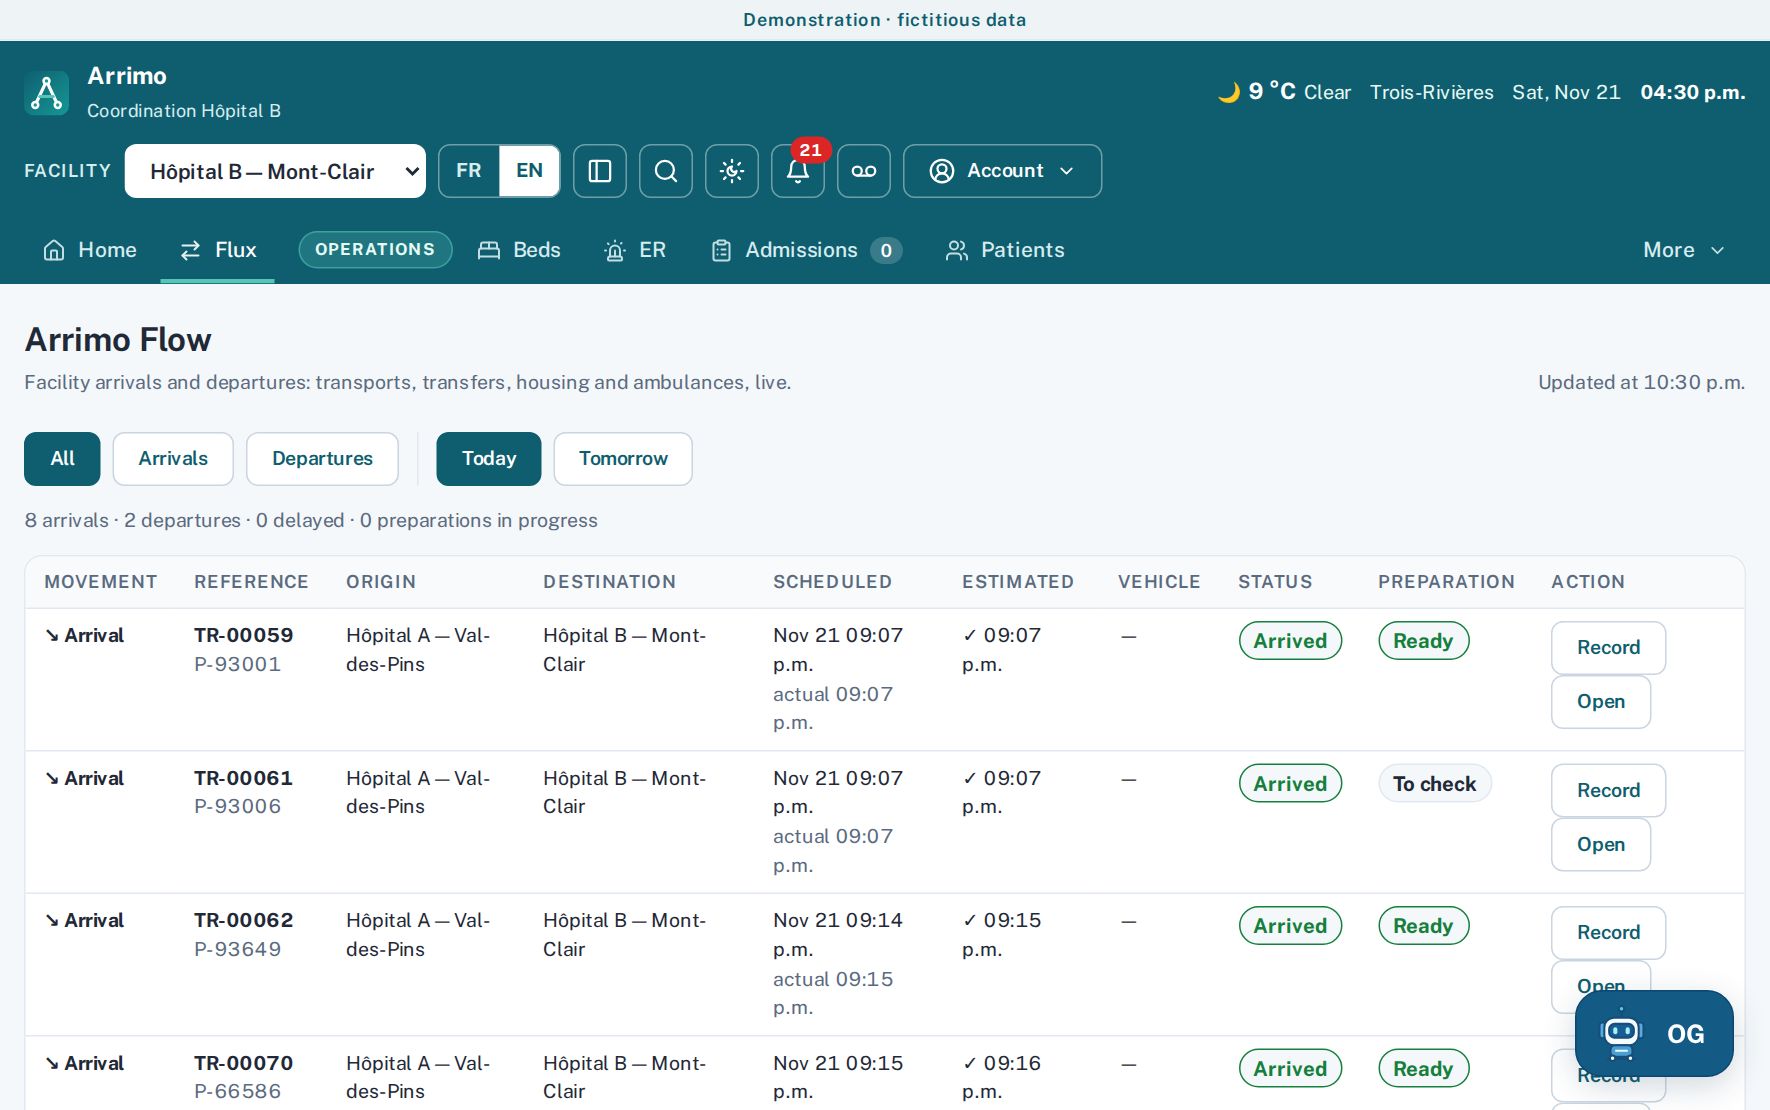 Demonstration · fictitious data
Arrimo
Coordination Hôpital B
9 °C Clear Trois-Rivières Sat, Nov 21 04:30 p.m.
FACILITY Hôpital B — Mont-Clair FR EN 21 Account
Home Flux OPERATIONS Beds ER Admissions 0 Patients More
Arrimo Flow
Facility arrivals and departures: transports, transfers, housing and ambulances, live. Updated at 10:30 p.m.
All Arrivals Departures Today Tomorrow
8 arrivals · 2 departures · 0 delayed · 0 preparations in progress
MOVEMENT REFERENCE ORIGIN DESTINATION SCHEDULED ESTIMATED VEHICLE STATUS PREPARATION ACTION
↘ Arrival TR-00059 Hôpital A — Val- Hôpital B — Mont- Nov 21 09:07 ✓ 09:07 — Arrived Ready Record
P-93001 des-Pins Clair p.m. p.m.
actual 09:07 Open
p.m.
↘ Arrival TR-00061 Hôpital A — Val- Hôpital B — Mont- Nov 21 09:07 ✓ 09:07 — Arrived To check Record
P-93006 des-Pins Clair p.m. p.m.
actual 09:07 Open
p.m.
↘ Arrival TR-00062 Hôpital A — Val- Hôpital B — Mont- Nov 21 09:14 ✓ 09:15 — Arrived Ready Record
P-93649 des-Pins Clair p.m. p.m.
actual 09:15 Open
p.m.
OG
↘ Arrival TR-00070 Hôpital A — Val- Hôpital B — Mont- Nov 21 09:15 ✓ 09:16 — Arrived Ready Record
P-66586 des-Pins Clair p.m. p.m.